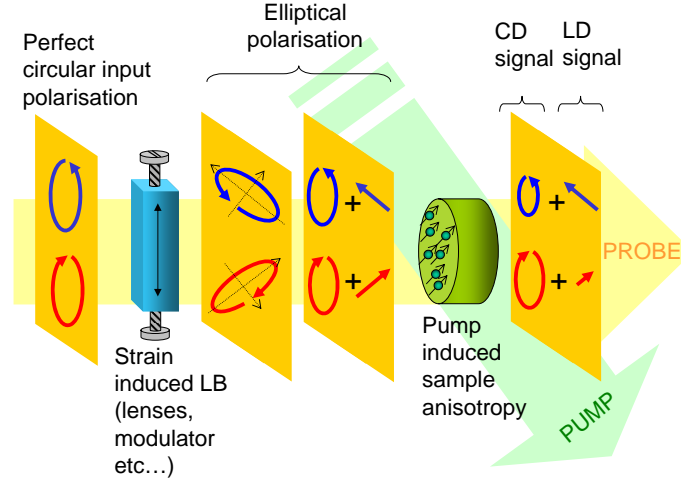 Perfect
circular input
polarisation
Elliptical
polarisation
CD
signal
LD
signal
+
+
+
+
PROBE
Strain
induced LB
(lenses,
modulator
etc…)
Pump
induced
sample
anisotropy
PUMP